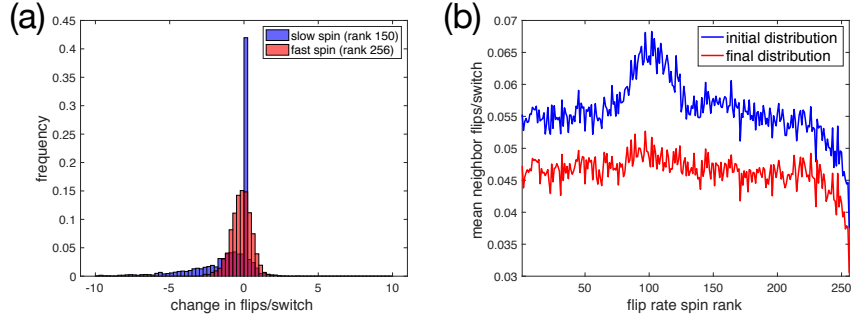 (a)
slow spin (rank 150)
fast spin (rank 256)
frequency
0.45
0.4
0.35
0.3
0.25
0.2
0.15
0.1
0.05
0
-10
-5
0
5
10
change in flips/switch
(b)
initial distribution
final distribution
mean neighbor flips/switch
0.07
0.065
0.06
0.055
0.05
0.045
0.04
0.035
0.03
50
100
150
200
250
flip rate spin rank